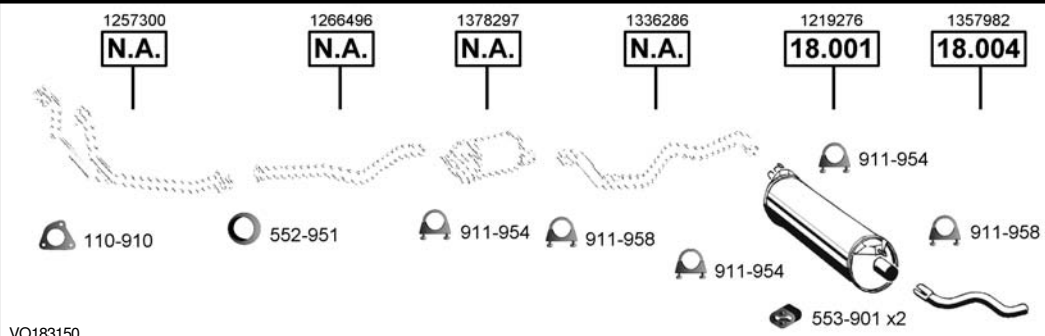 1257300 1266496 1378297 1336286 1219276 1357982
N.A. N.A. N.A. N.A. 18.001 18.004
911-954
110-910 552-951 911-954 911-958 911-958
911-954
553-901 x2
VO183150